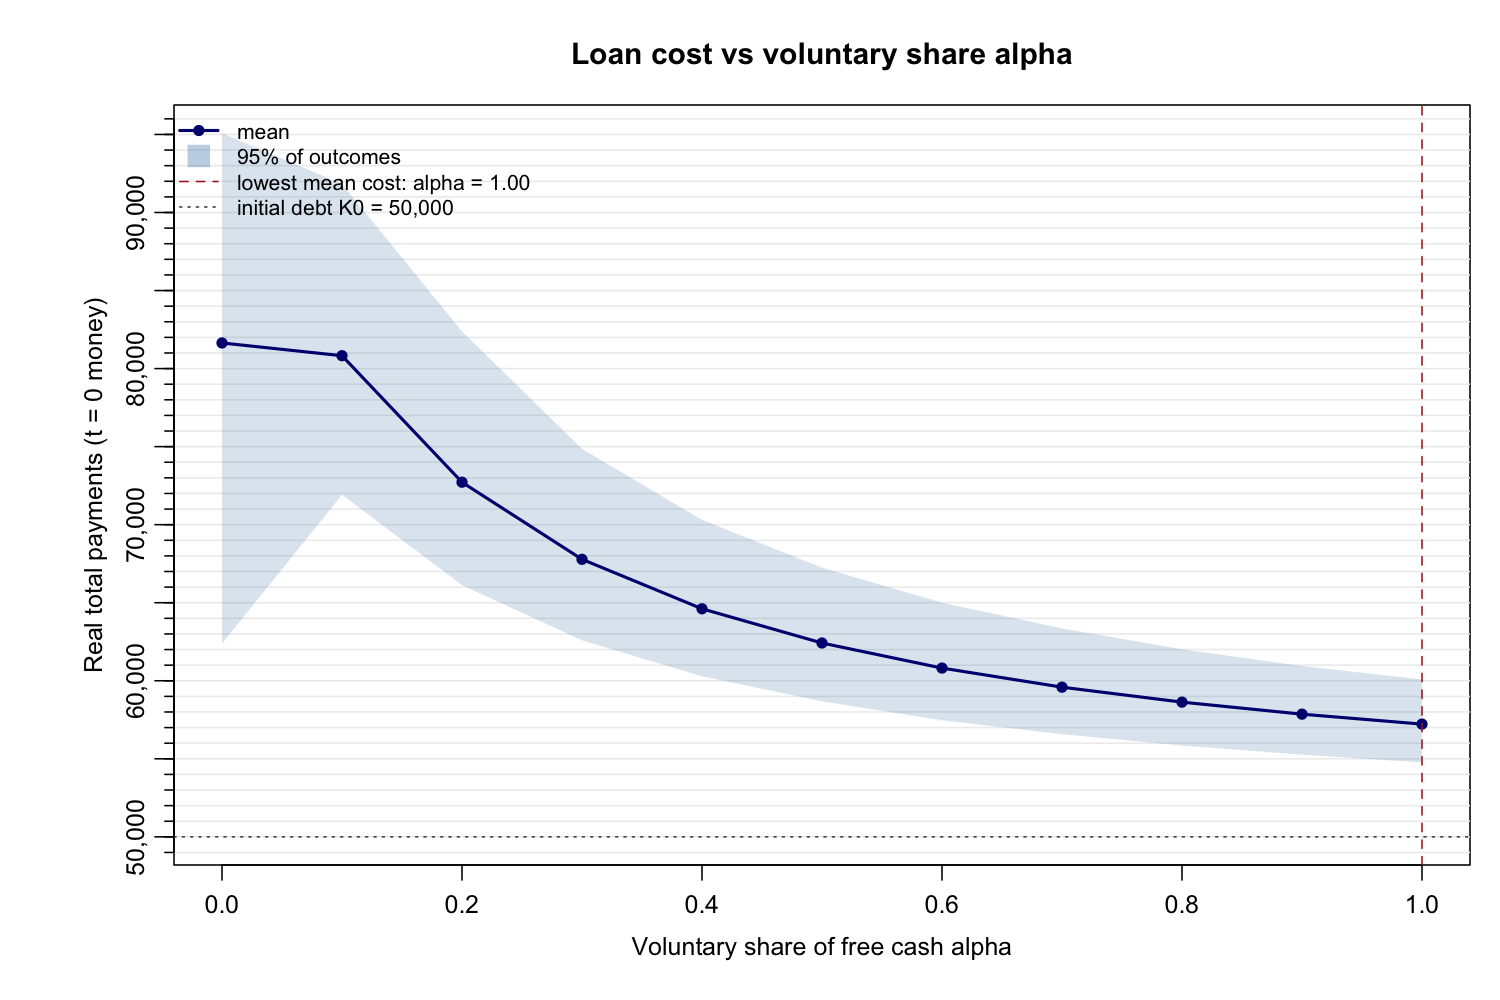 Loan cost vs voluntary share alpha
mean
95% of outcomes
lowest mean cost: alpha = 1.00
initial debt K0 = 50,000
Real total payments (t = 0 money)
90,000
80,000
70,000
60,000
50,000
0.0 0.2 0.4 0.6 0.8 1.0
Voluntary share of free cash alpha